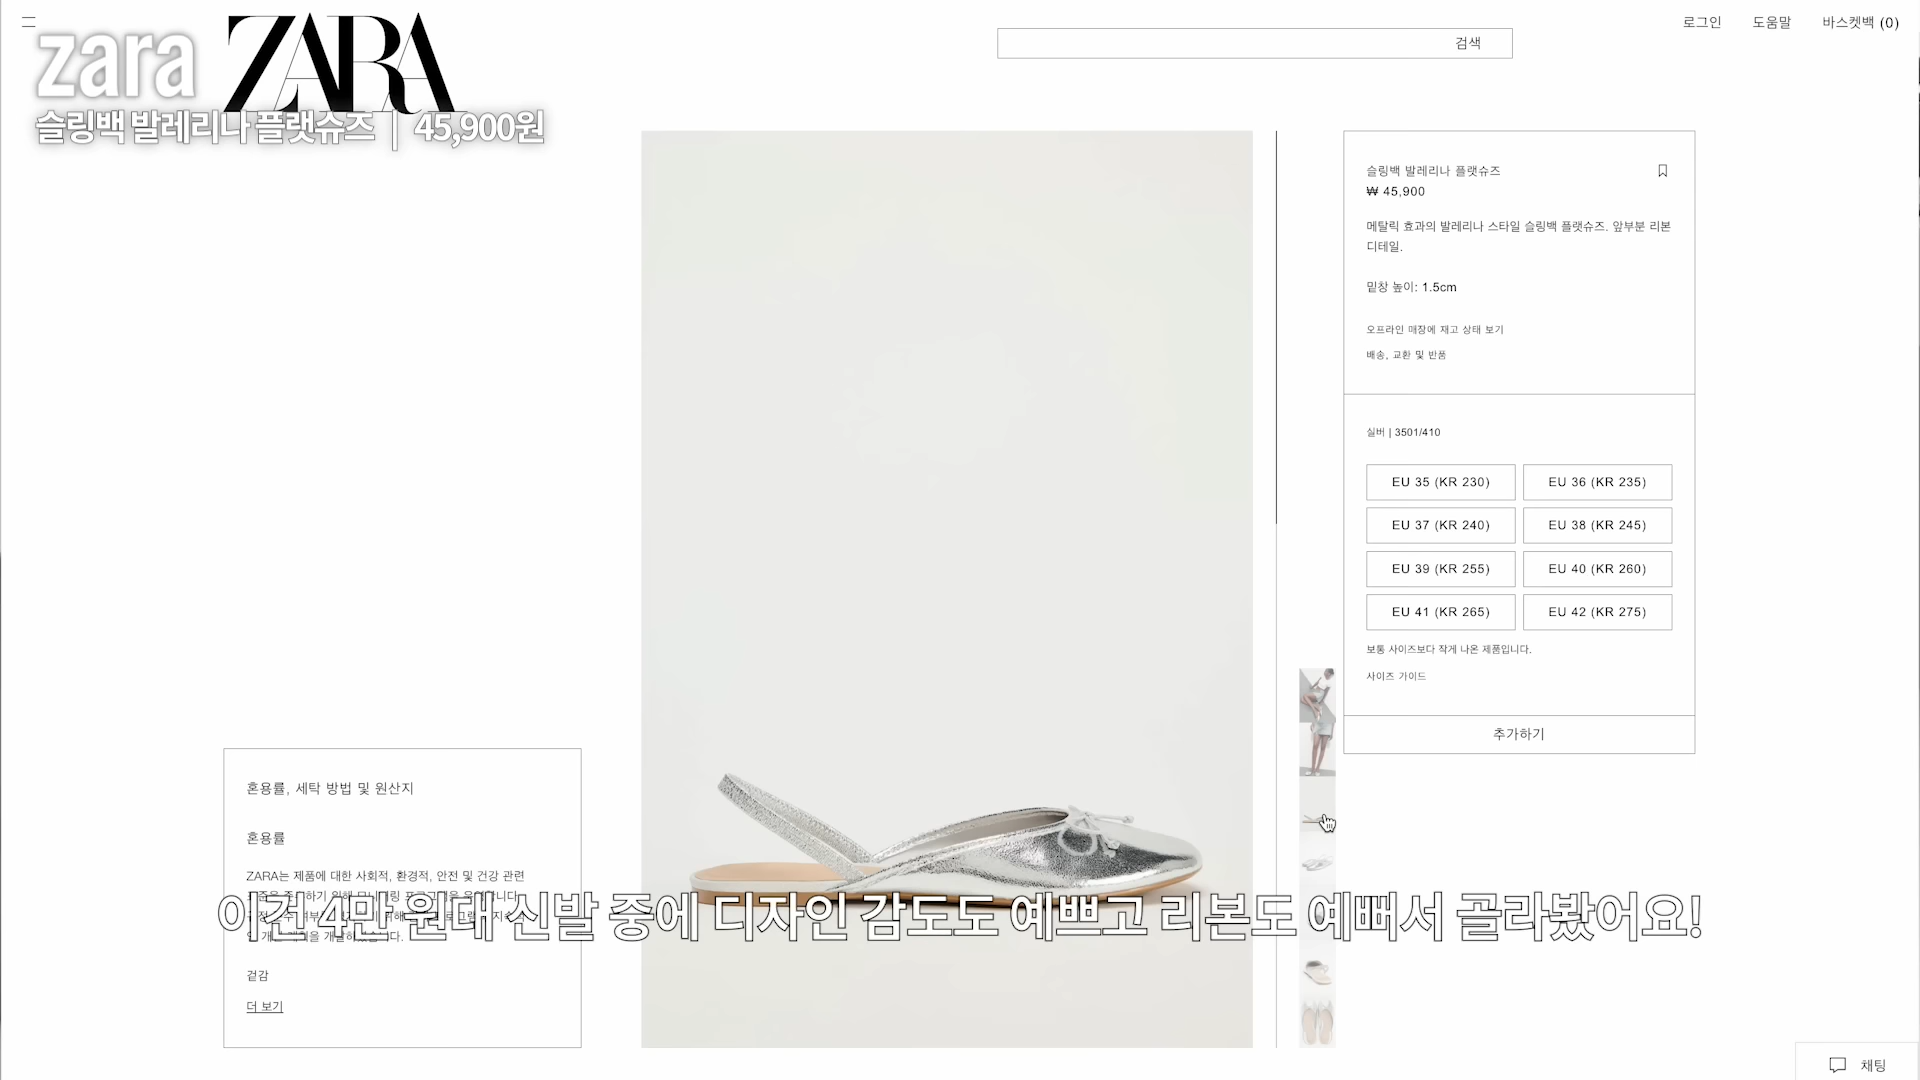 zara
ZARA
슬링백 발레리나 플랫슈즈 | 45,900원
검색
로그인
도움말
바스켓백 (0)
슬링백 발레리나 플랫슈즈
₩ 45,900
메탈릭 효과의 발레리나 스타일 슬링백 플랫슈즈. 앞부분 리본
디테일.
밑창 높이: 1.5cm
오프라인 매장에 재고 상태 보기
배송, 교환 및 반품
실버 | 3501/410
EU 35 (KR 230)
EU 36 (KR 235)
EU 37 (KR 240)
EU 38 (KR 245)
EU 39 (KR 255)
EU 40 (KR 260)
EU 41 (KR 265)
EU 42 (KR 275)
보통 사이즈보다 작게 나온 제품입니다.
사이즈 가이드
추가하기
혼용률, 세탁 방법 및 원산지
혼용률
ZARA는 제품에 대한 사회적, 환경적, 안전 및 건강 관련
이건 4만 원대 신발 중에 디자인 감도도 예쁘고 리본도 예뻐서 골라봤어요!
겉감
더 보기
채팅